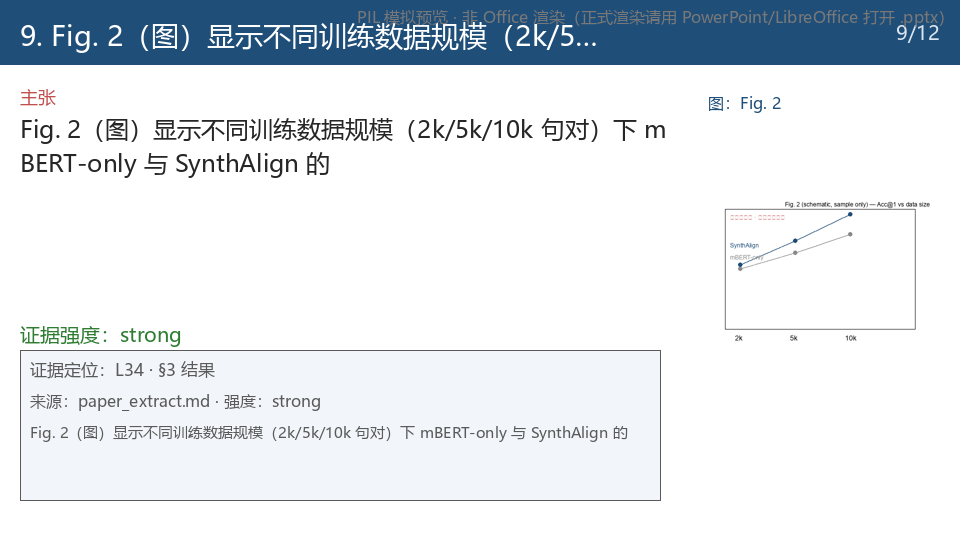 PIL 模拟预览 · 非 Office 渲染（正式渲染请用 PowerPoint/LibreOffice 打开 .pptx）
9. Fig. 2（图）显示不同训练数据规模（2k/5...
9/12
主张
Fig. 2（图）显示不同训练数据规模（2k/5k/10k 句对）下 m
BERT-only 与 SynthAlign 的
图：Fig. 2
Fig. 2 (schematic, sample only) — Acc@1 vs data size
SynthAlign
mBERT-only
2k
5k
10k
证据强度：strong
证据定位：L34 · §3 结果
来源：paper_extract.md · 强度：strong
Fig. 2（图）显示不同训练数据规模（2k/5k/10k 句对）下 mBERT-only 与 SynthAlign 的